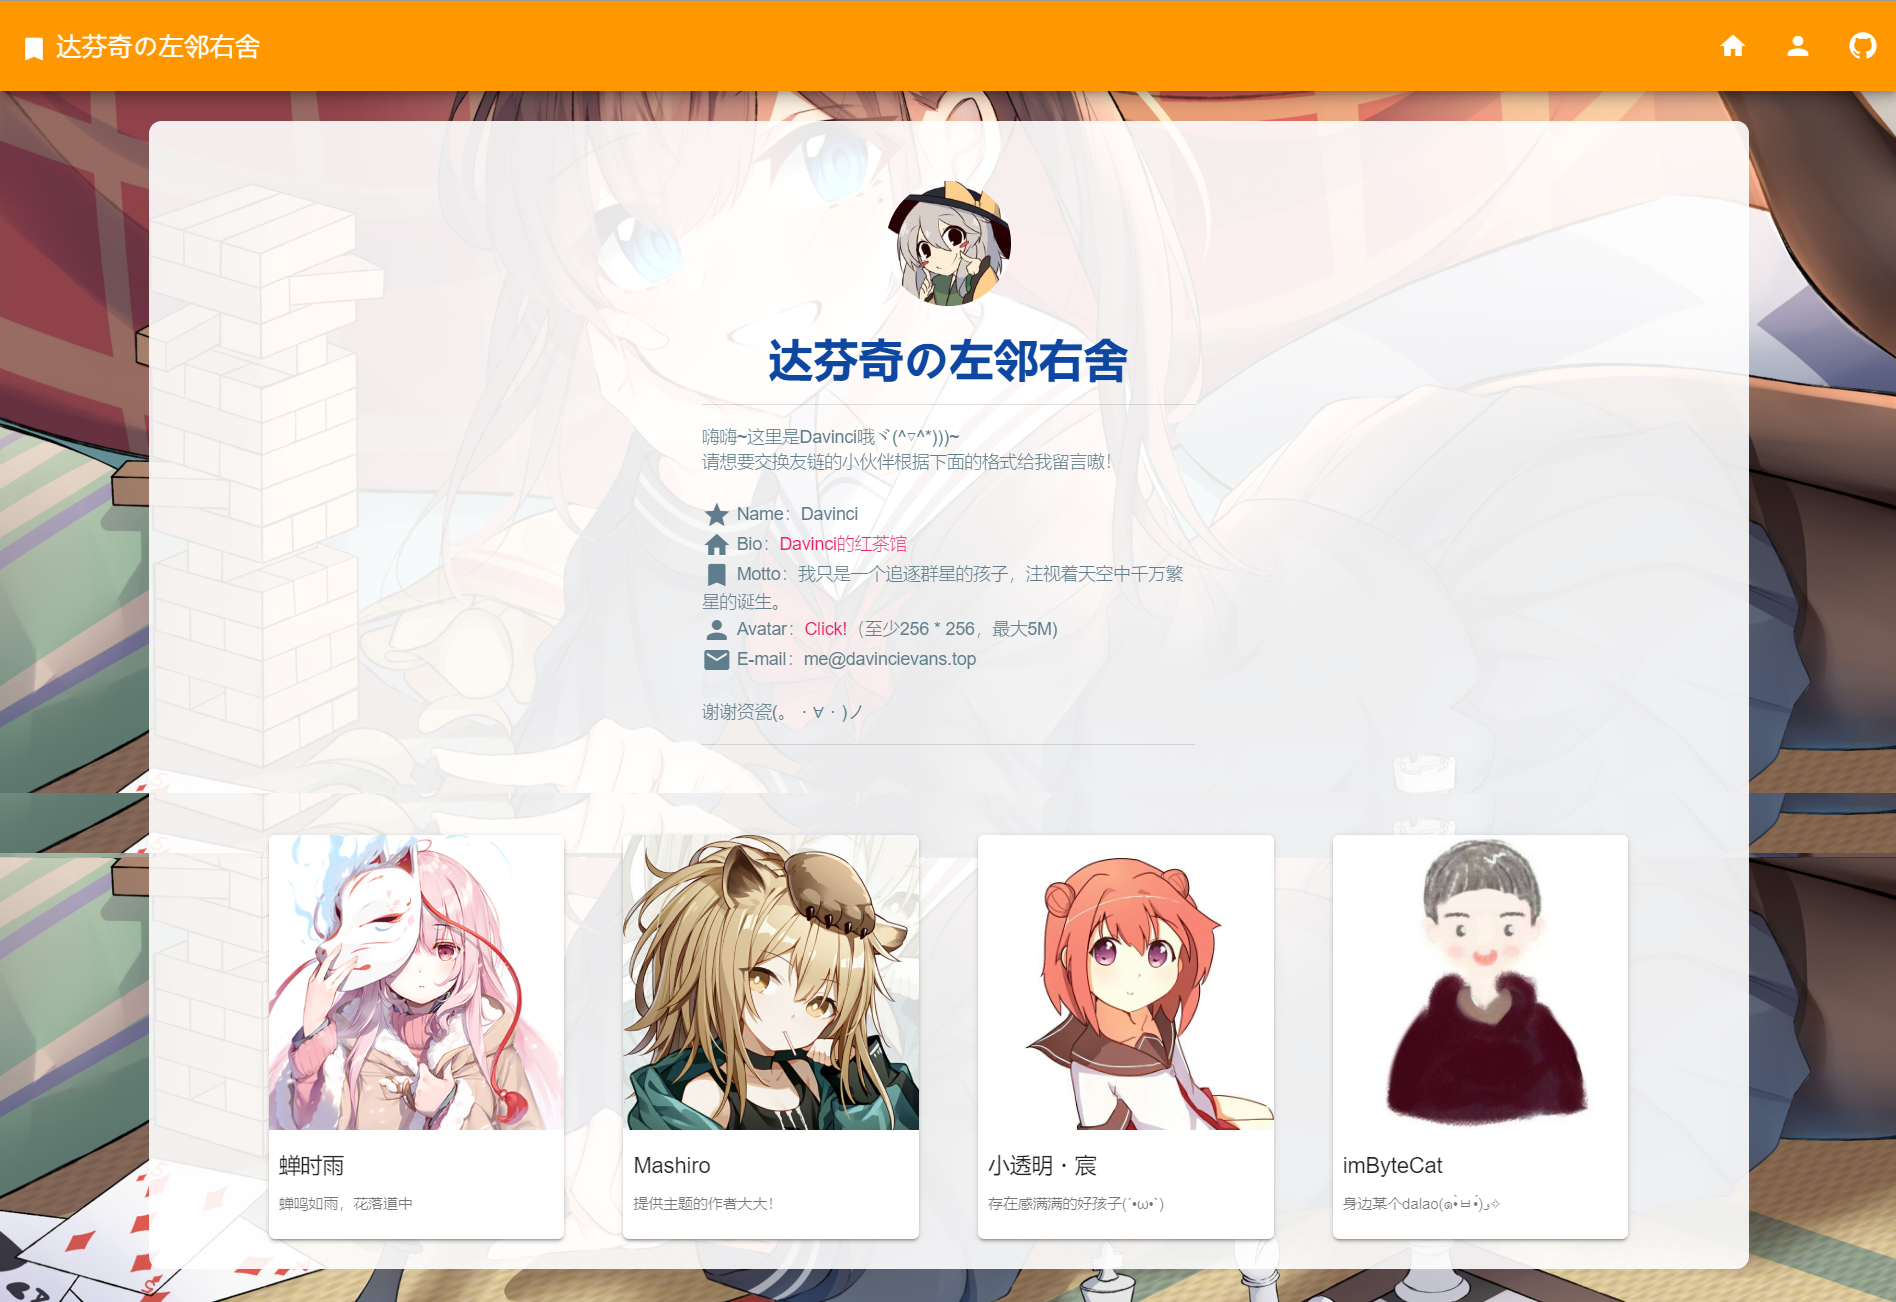 达芬奇の左邻右舍
达芬奇の左邻右舍
嗨嗨~这里是Davinci哦ヾ(^▿^*)))~
请想要交换友链的小伙伴根据下面的格式给我留言嗷！
Name：Davinci
Bio：Davinci的红茶馆
Motto：我只是一个追逐群星的孩子，注视着天空中千万繁
星的诞生。
Avatar：Click!（至少256 * 256，最大5M)
E-mail：me@davincievans.top
谢谢资瓷(。・∀・)ノ
蝉时雨
蝉鸣如雨，花落道中
Mashiro
提供主题的作者大大！
小透明・宸
存在感满满的好孩子(´•ω•`)
imByteCat
身边某个dalao(๑•̀ㅂ•́)و✧